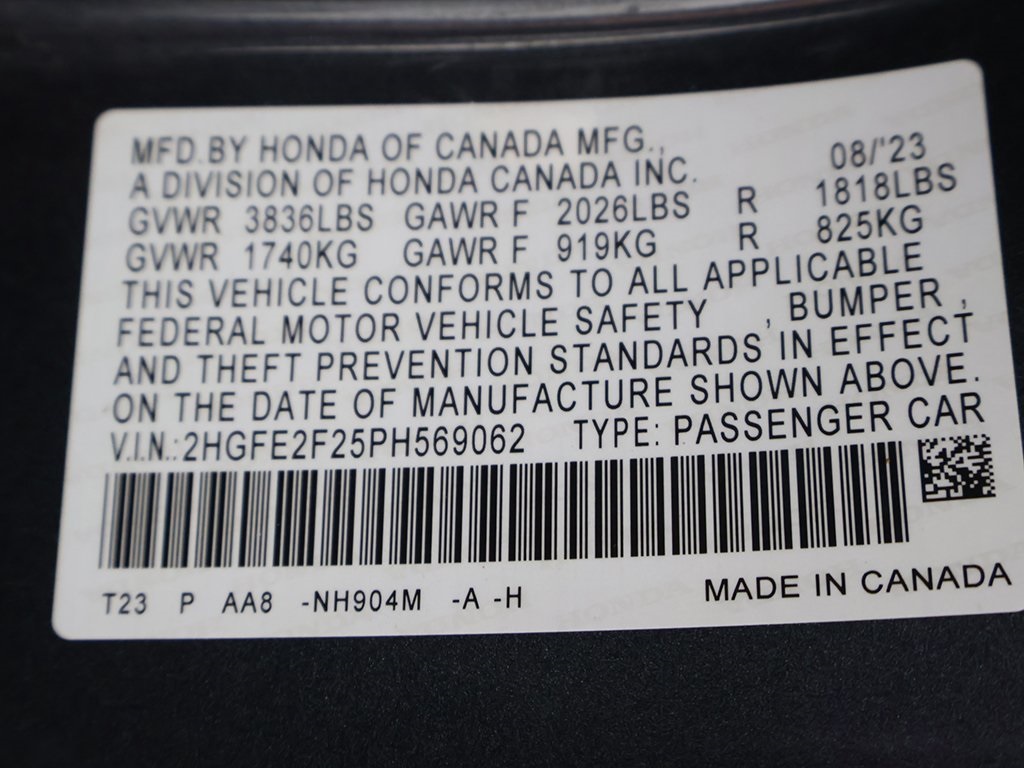 MFD.BY HONDA OF CANADA MFG., 08/'23
A DIVISION OF HONDA CANADA INC.
GVWR 3836LBS GAWR F 2026LBS R 1818LBS
GVWR 1740KG GAWR F 919KG R 825KG
THIS VEHICLE CONFORMS TO ALL APPLICABLE
FEDERAL MOTOR VEHICLE SAFETY , BUMPER ,
AND THEFT PREVENTION STANDARDS IN EFFECT
ON THE DATE OF MANUFACTURE SHOWN ABOVE.
V.I.N.:2HGFE2F25PH569062 TYPE: PASSENGER CAR
T23 P AA8 -NH904M -A -H MADE IN CANADA